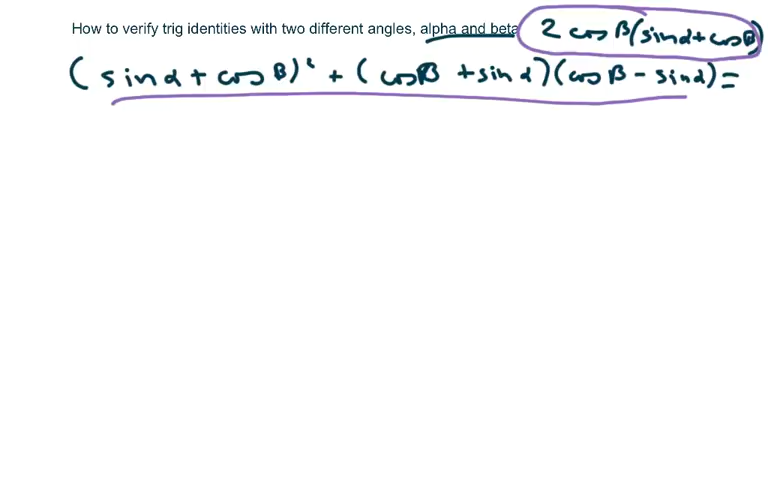 How to verify trig identities with two different angles, alpha and beta 2 cos β(sinα+cosβ)
(sinα + cos β)² + (cosβ + sinα)(cosβ - sinα) =